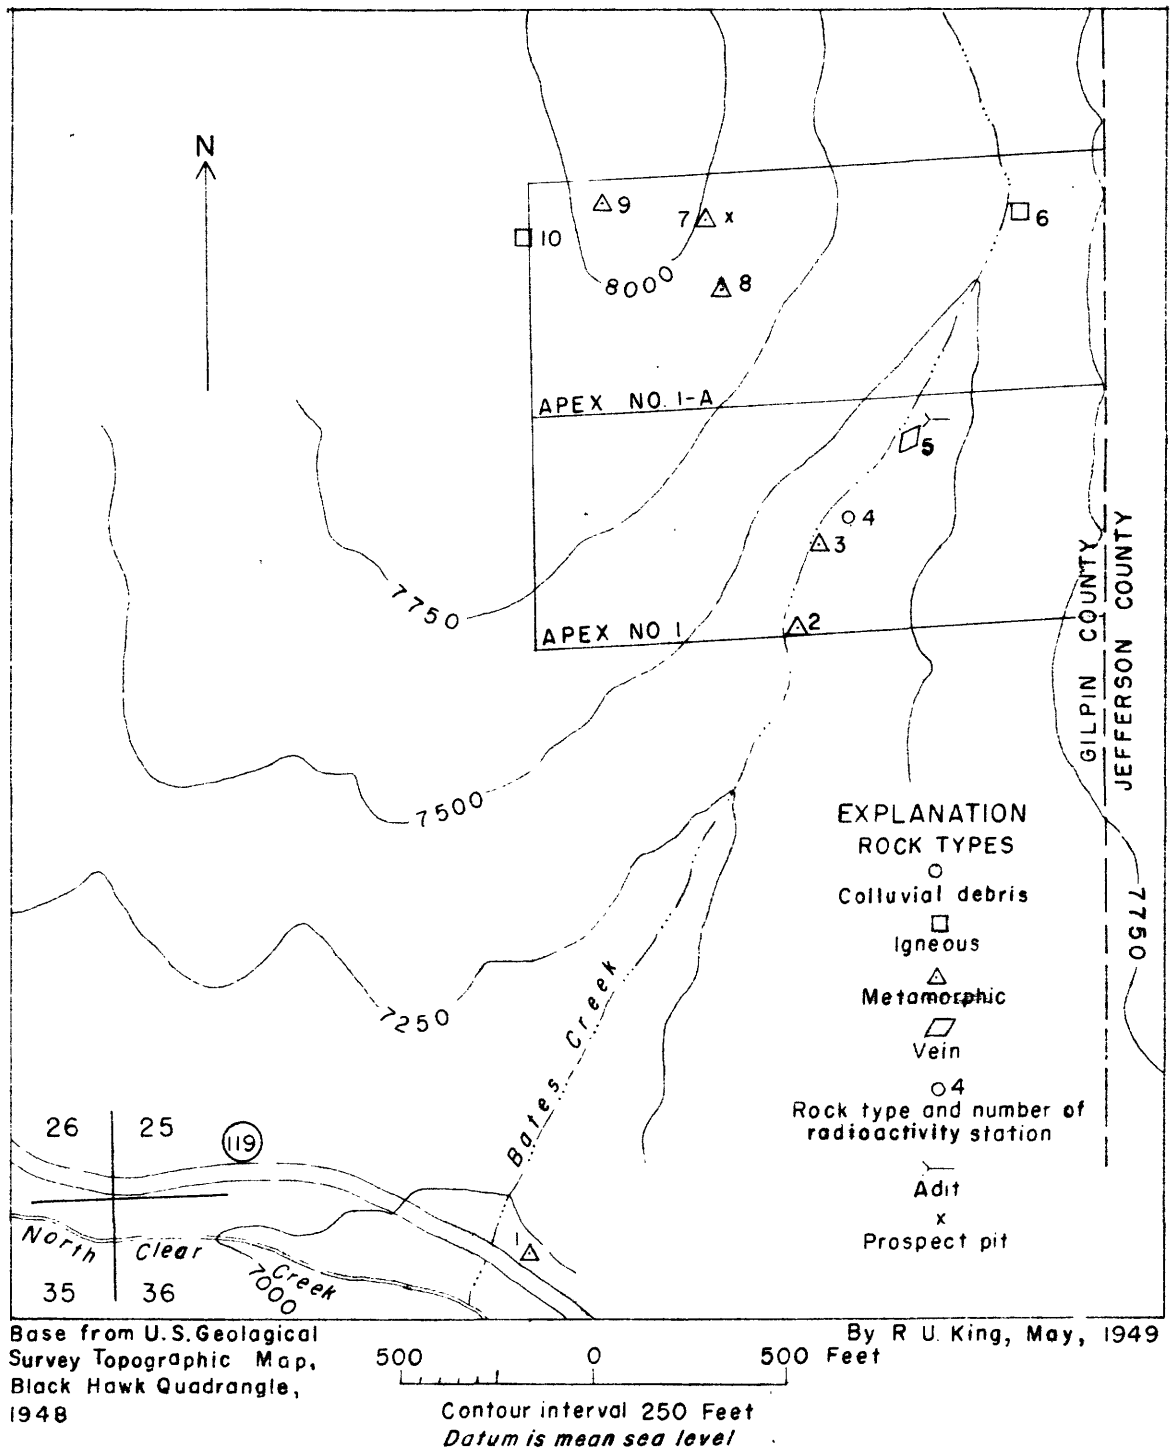 N
9
7 x
6
10
8
8000
APEX NO. 1-A
5
4
3
7750
APEX NO 1
2
GILPIN COUNTY
JEFFERSON COUNTY
7500
EXPLANATION
ROCK TYPES
Colluvial debris
Igneous
Metamorphic
Vein
4
Rock type and number of
radioactivity station
Adit
x
Prospect pit
7750
7250
Bates Creek
26 25
119
North Clear Creek
1
7000
35 36
Base from U.S. Geological
Survey Topographic Map,
Black Hawk Quadrangle,
1948
By R U. King, May, 1949
500 0 500 Feet
Contour interval 250 Feet
Datum is mean sea level